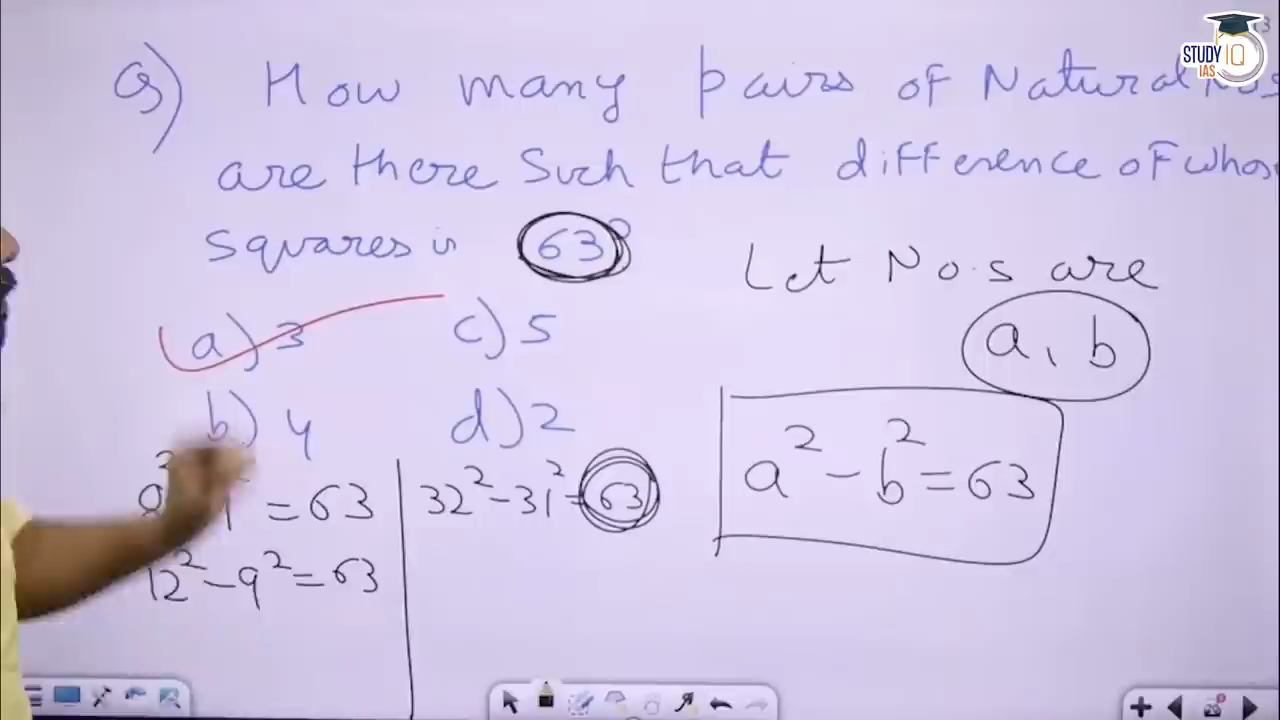 STUDY IQ
IAS
Q) How many pairs of Natural Nos
are there Such that difference of whos
squares is 63?
a) 3
c) 5
b) 4
d) 2
Let No.s are
a, b
a² - b² = 63
= 63
12² - 9² = 63
32² - 31² = 63